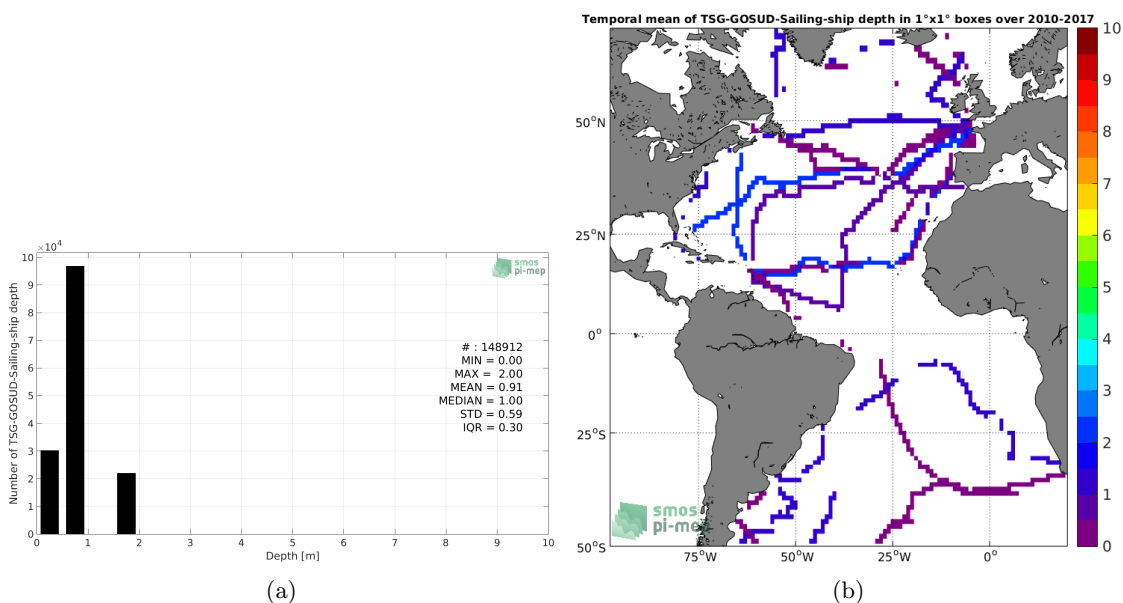 ×10⁴
10
9
8
7
6
5
4
3
2
1
0
Number of TSG-GOSUD-Sailing-ship depth
smos
pi-mep
# : 148912
MIN = 0.00
MAX = 2.00
MEAN = 0.91
MEDIAN = 1.00
STD = 0.59
IQR = 0.30
0 1 2 3 4 5 6 7 8 9 10
Depth [m]
(a)
Temporal mean of TSG-GOSUD-Sailing-ship depth in 1°x1° boxes over 2010-2017
50°N
25°N
0°
25°S
50°S
smos
pi-mep
75°W 50°W 25°W 0°
10
9
8
7
6
5
4
3
2
1
0
(b)